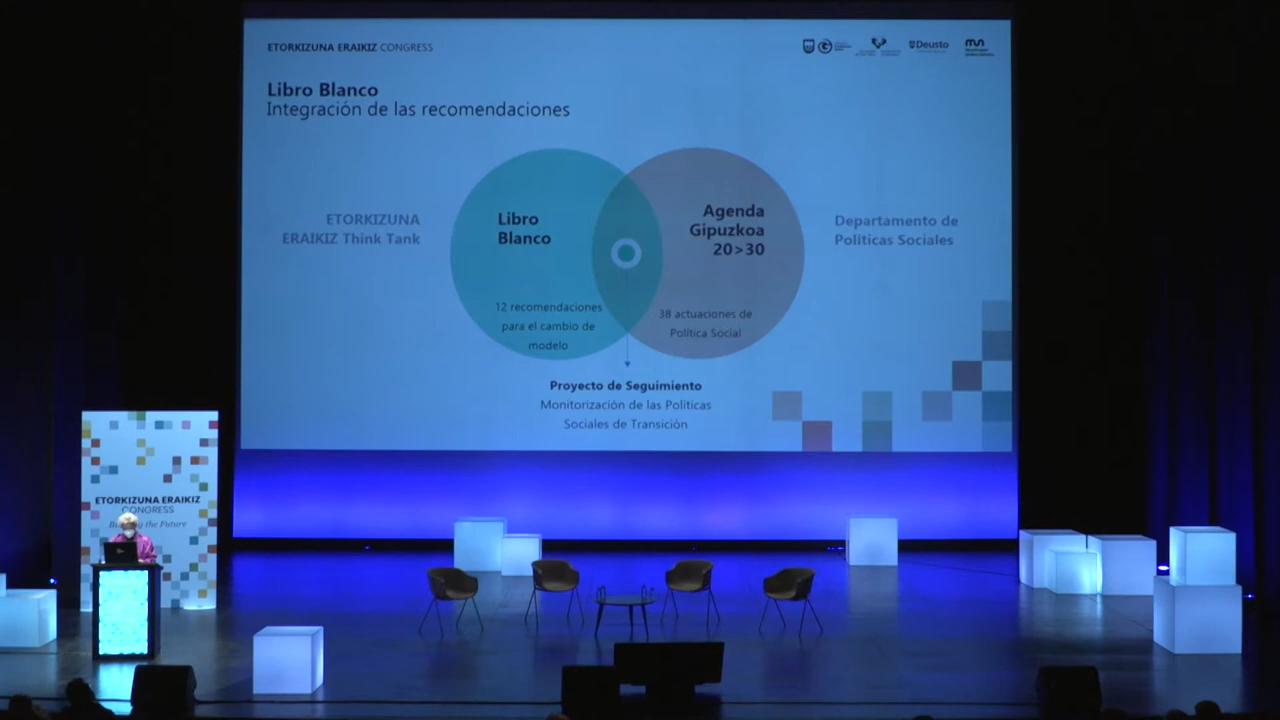 ETORKIZUNA ERAIKIZ CONGRESS
Deusto
Libro Blanco
Integración de las recomendaciones
ETORKIZUNA
ERAIKIZ Think Tank
Libro
Blanco
12 recomendaciones
para el cambio de
modelo
Agenda
Gipuzkoa
20>30
38 actuaciones de
Política Social
Departamento de
Políticas Sociales
Proyecto de Seguimiento
Monitorización de las Políticas
Sociales de Transición
ETORKIZUNA ERAIKIZ
CONGRESS
the Future